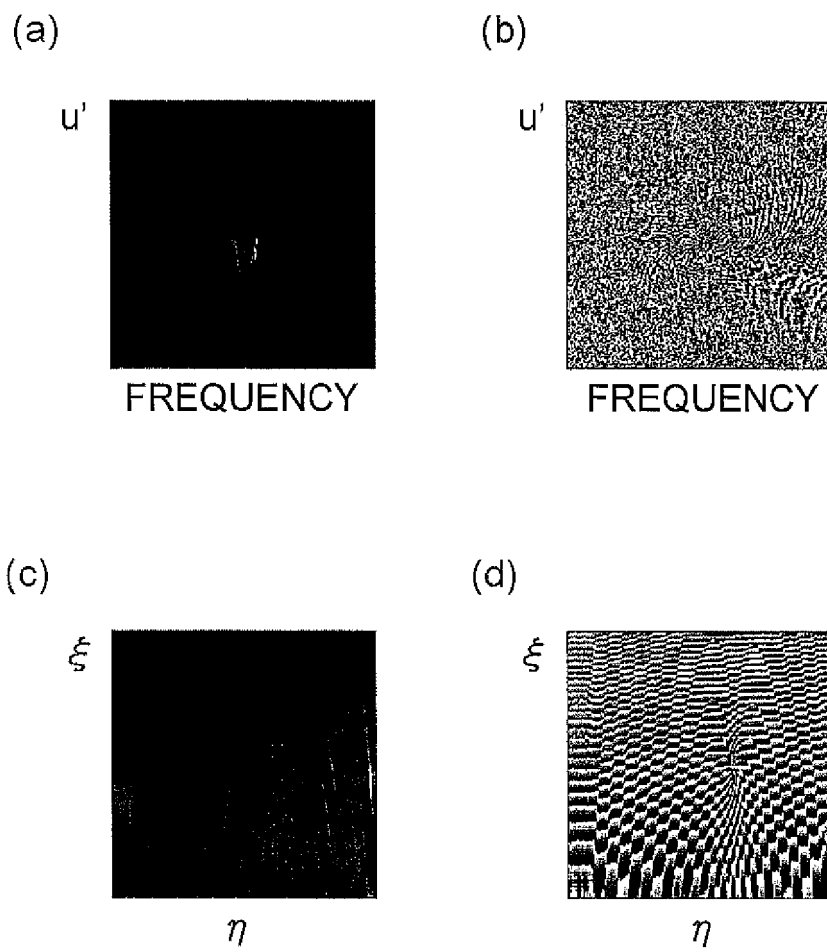 (a)
(b)
u'
u'
FREQUENCY
FREQUENCY
(c)
(d)
ξ
ξ
η
η